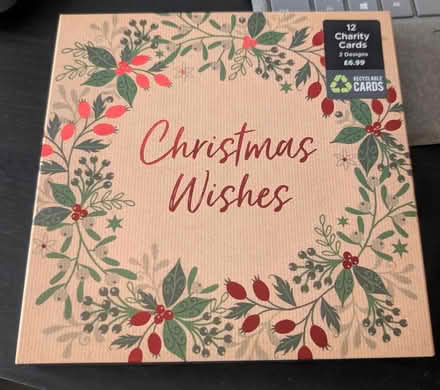 12
Charity
Cards
2 Designs
£6.99
RECYCLABLE
CARDS
Christmas
Wishes